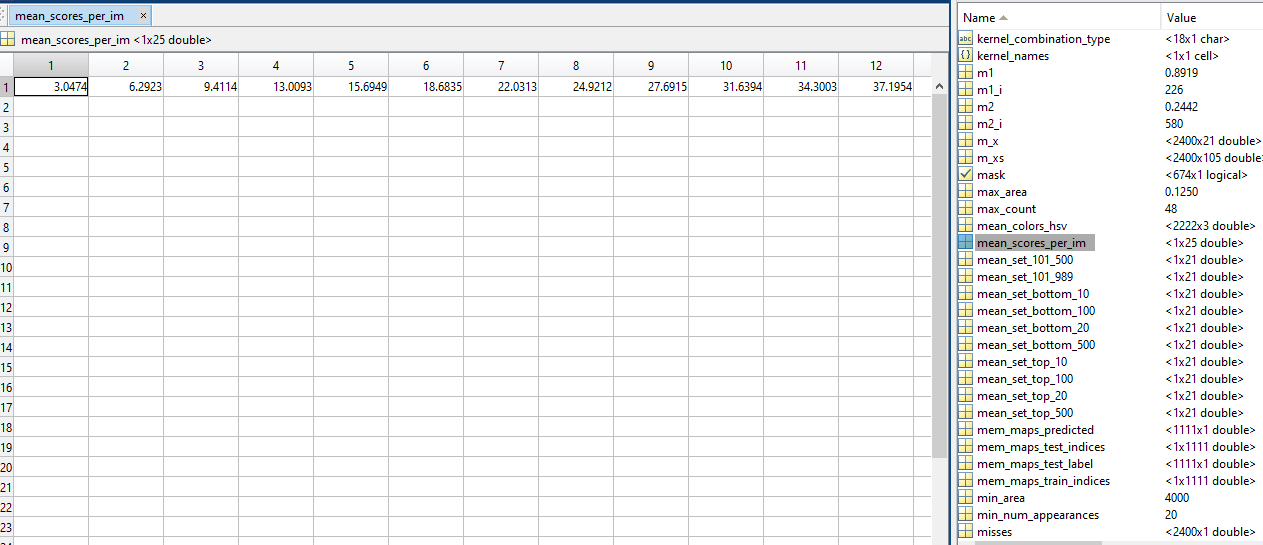 mean_scores_per_im ×
mean_scores_per_im <1x25 double>
1 2 3 4 5 6 7 8 9 10 11 12
1 3.0474 6.2923 9.4114 13.0093 15.6949 18.6835 22.0313 24.9212 27.6915 31.6394 34.3003 37.1954
2
3
4
5
6
7
8
9
10
11
12
13
14
15
16
17
18
19
20
21
22
23
Name Value
kernel_combination_type <18x1 char>
kernel_names <1x1 cell>
m1 0.8919
m1_i 226
m2 0.2442
m2_i 580
m_x <2400x21 double>
m_xs <2400x105 double>
mask <674x1 logical>
max_area 0.1250
max_count 48
mean_colors_hsv <2222x3 double>
mean_scores_per_im <1x25 double>
mean_set_101_500 <1x21 double>
mean_set_101_989 <1x21 double>
mean_set_bottom_10 <1x21 double>
mean_set_bottom_100 <1x21 double>
mean_set_bottom_20 <1x21 double>
mean_set_bottom_500 <1x21 double>
mean_set_top_10 <1x21 double>
mean_set_top_100 <1x21 double>
mean_set_top_20 <1x21 double>
mean_set_top_500 <1x21 double>
mem_maps_predicted <1111x1 double>
mem_maps_test_indices <1x1111 double>
mem_maps_test_label <1111x1 double>
mem_maps_train_indices <1x1111 double>
min_area 4000
min_num_appearances 20
misses <2400x1 double>